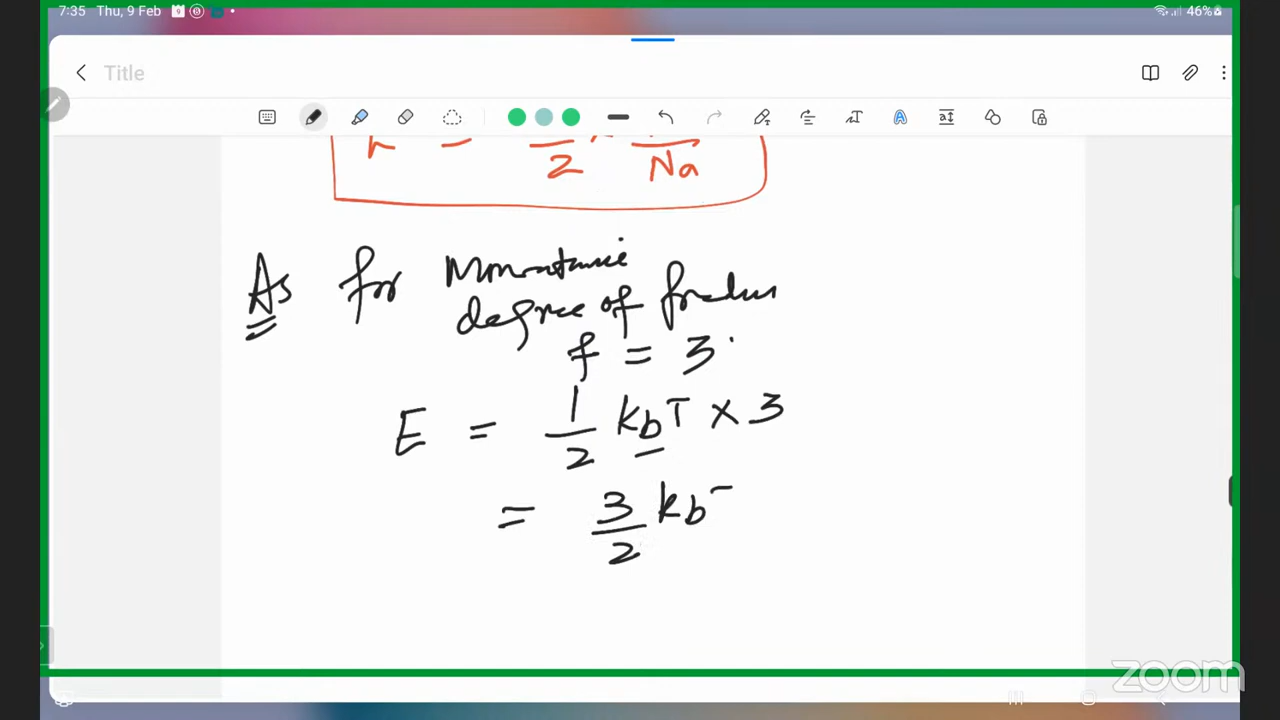 7:35 Thu, 9 Feb
46%
Title
= 2 × Na
As for Monoatomic
degree of freedom
f = 3
E = 1/2 kbT × 3
= 3/2 kb
zoom